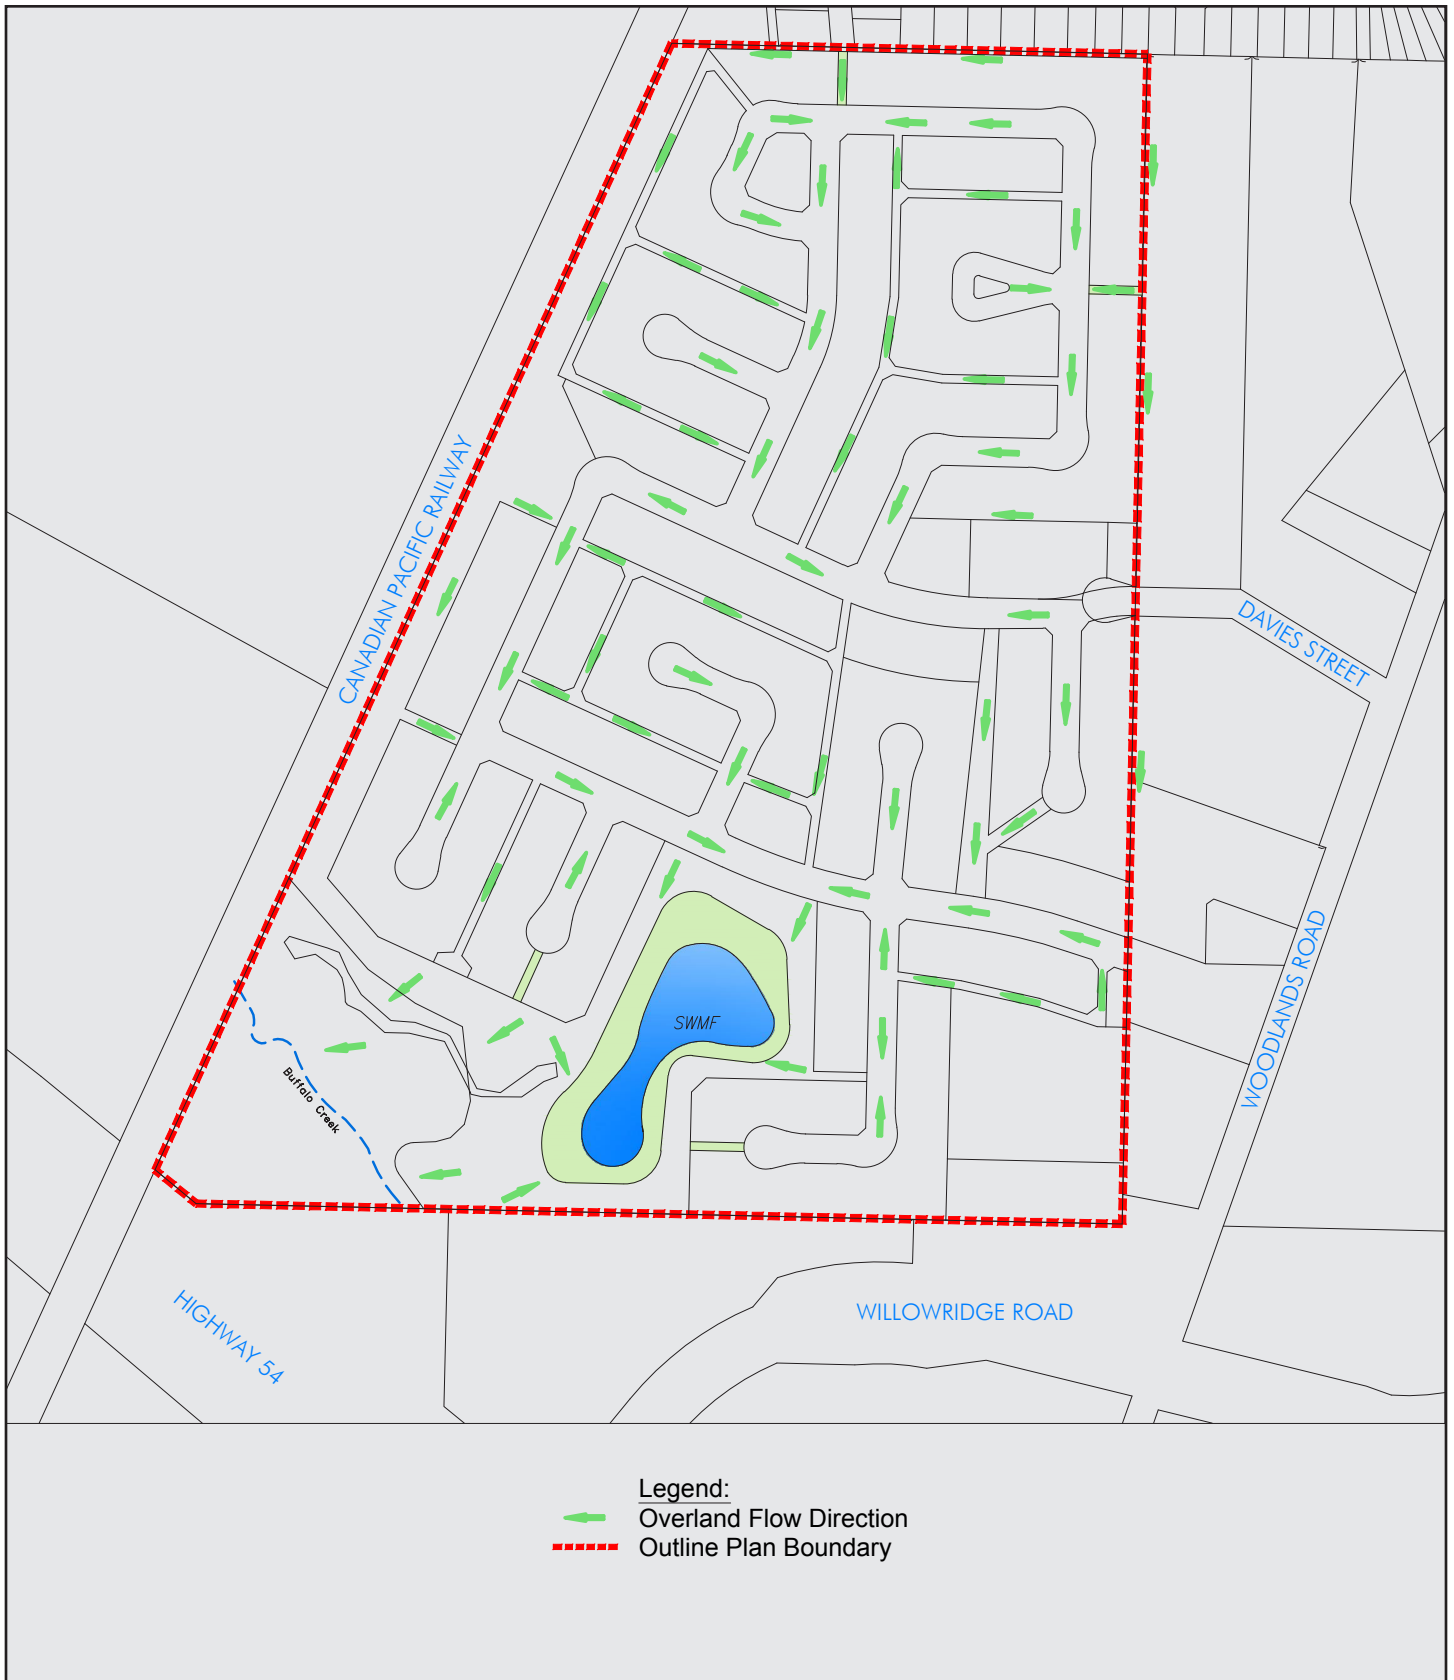 CANADIAN PACIFIC RAILWAY
DAVIES STREET
WOODLANDS ROAD
SWMF
Buffalo Creek
HIGHWAY 54
WILLOWRIDGE ROAD
Legend:
Overland Flow Direction
Outline Plan Boundary